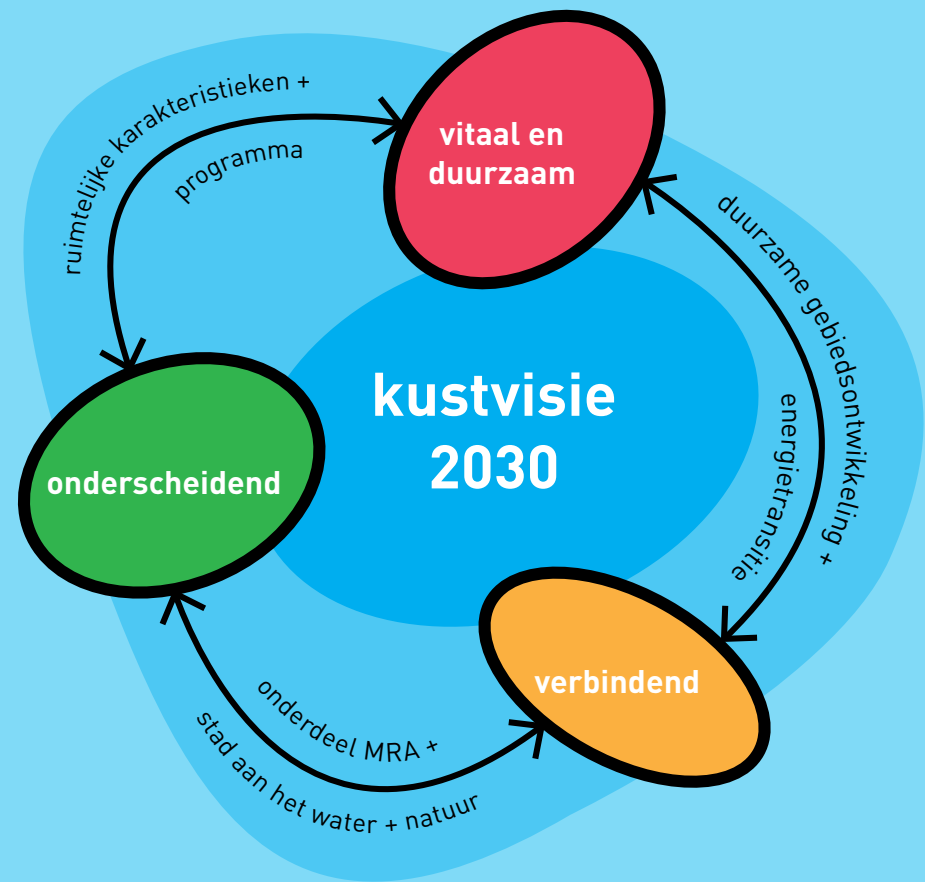 ruimtelijke karakteristieken +
programma
vitaal en
duurzaam
duurzame gebiedsontwikkeling +
energietransitie
kustvisie
2030
onderscheidend
verbindend
onderdeel MRA +
stad aan het water + natuur